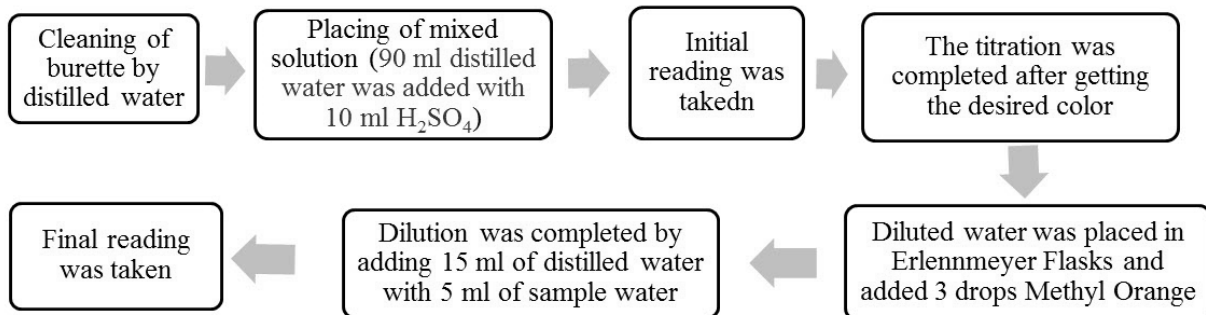 Cleaning of
burette by
distilled water
Placing of mixed
solution (90 ml distilled
water was added with
10 ml H₂SO₄)
Initial
reading was
takedn
The titration was
completed after getting
the desired color
Diluted water was placed in
Erlennmeyer Flasks and
added 3 drops Methyl Orange
Dilution was completed by
adding 15 ml of distilled water
with 5 ml of sample water
Final reading
was taken